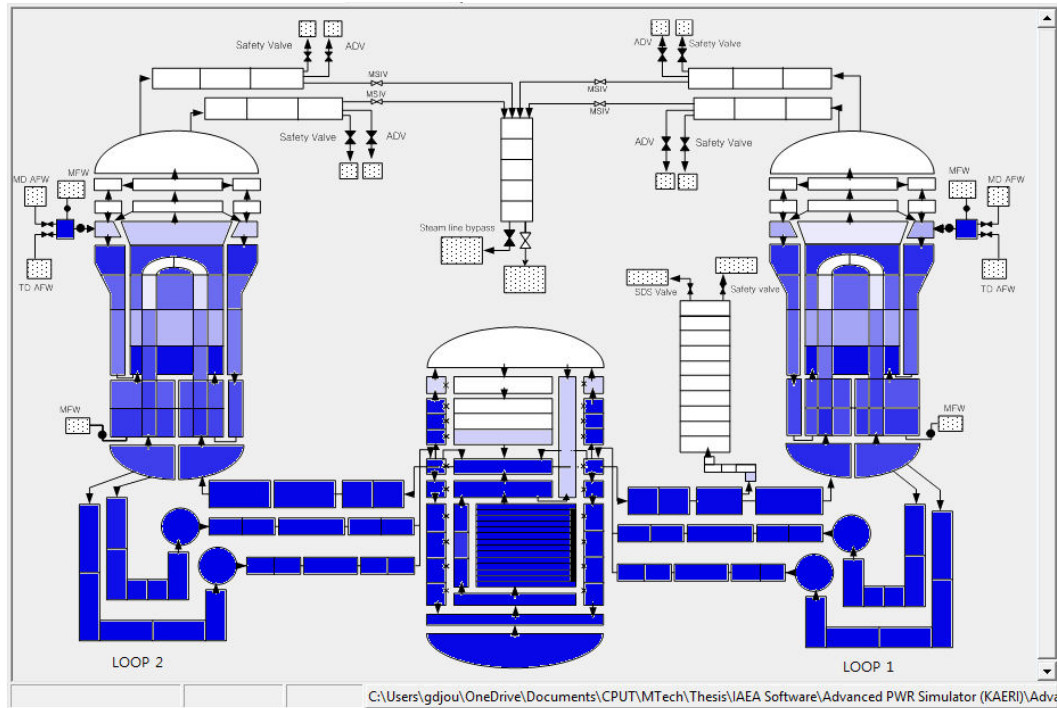 Safety Valve
ADV
ADV
Safety Valve
MSIV
MSIV
MSIV
MSIV
Safety Valve
ADV
ADV
Safety Valve
MD AFW
MFW
MFW
MD AFW
Steam line bypass
TD AFW
SDS Valve
Safety valve
TD AFW
MFW
MFW
LOOP 2
LOOP 1
C:\Users\gdjou\OneDrive\Documents\CPUT\MTech\Thesis\IAEA Software\Advanced PWR Simulator (KAERI)\Adva